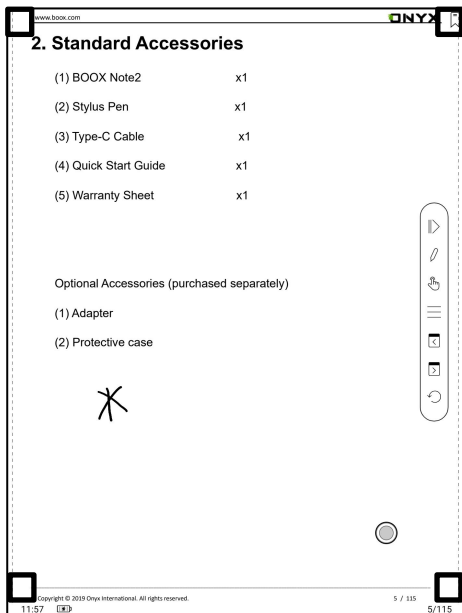 www.boox.com
ONYX
2. Standard Accessories
(1) BOOX Note2 x1
(2) Stylus Pen x1
(3) Type-C Cable x1
(4) Quick Start Guide x1
(5) Warranty Sheet x1
Optional Accessories (purchased separately)
(1) Adapter
(2) Protective case
Copyright © 2019 Onyx International. All rights reserved. 5 / 115
11:57 5/115